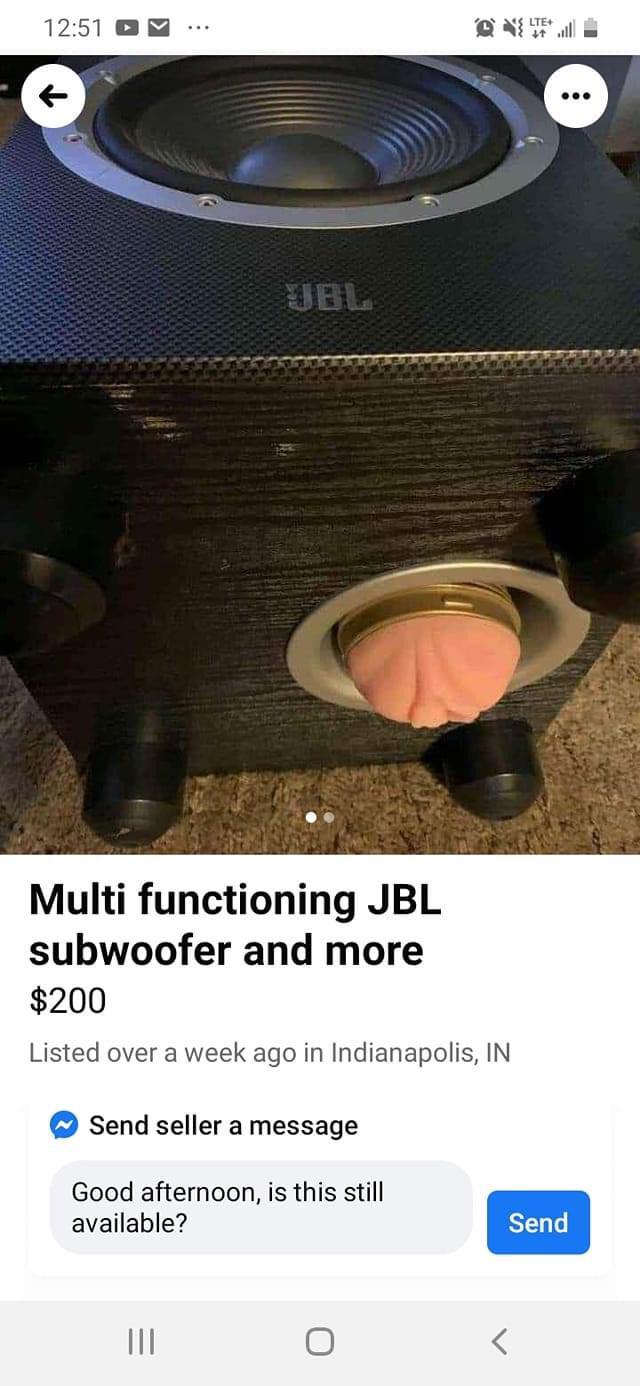 12:51
LTE+
JBL
Multi functioning JBL
subwoofer and more
$200
Listed over a week ago in Indianapolis, IN
Send seller a message
Good afternoon, is this still
available?
Send